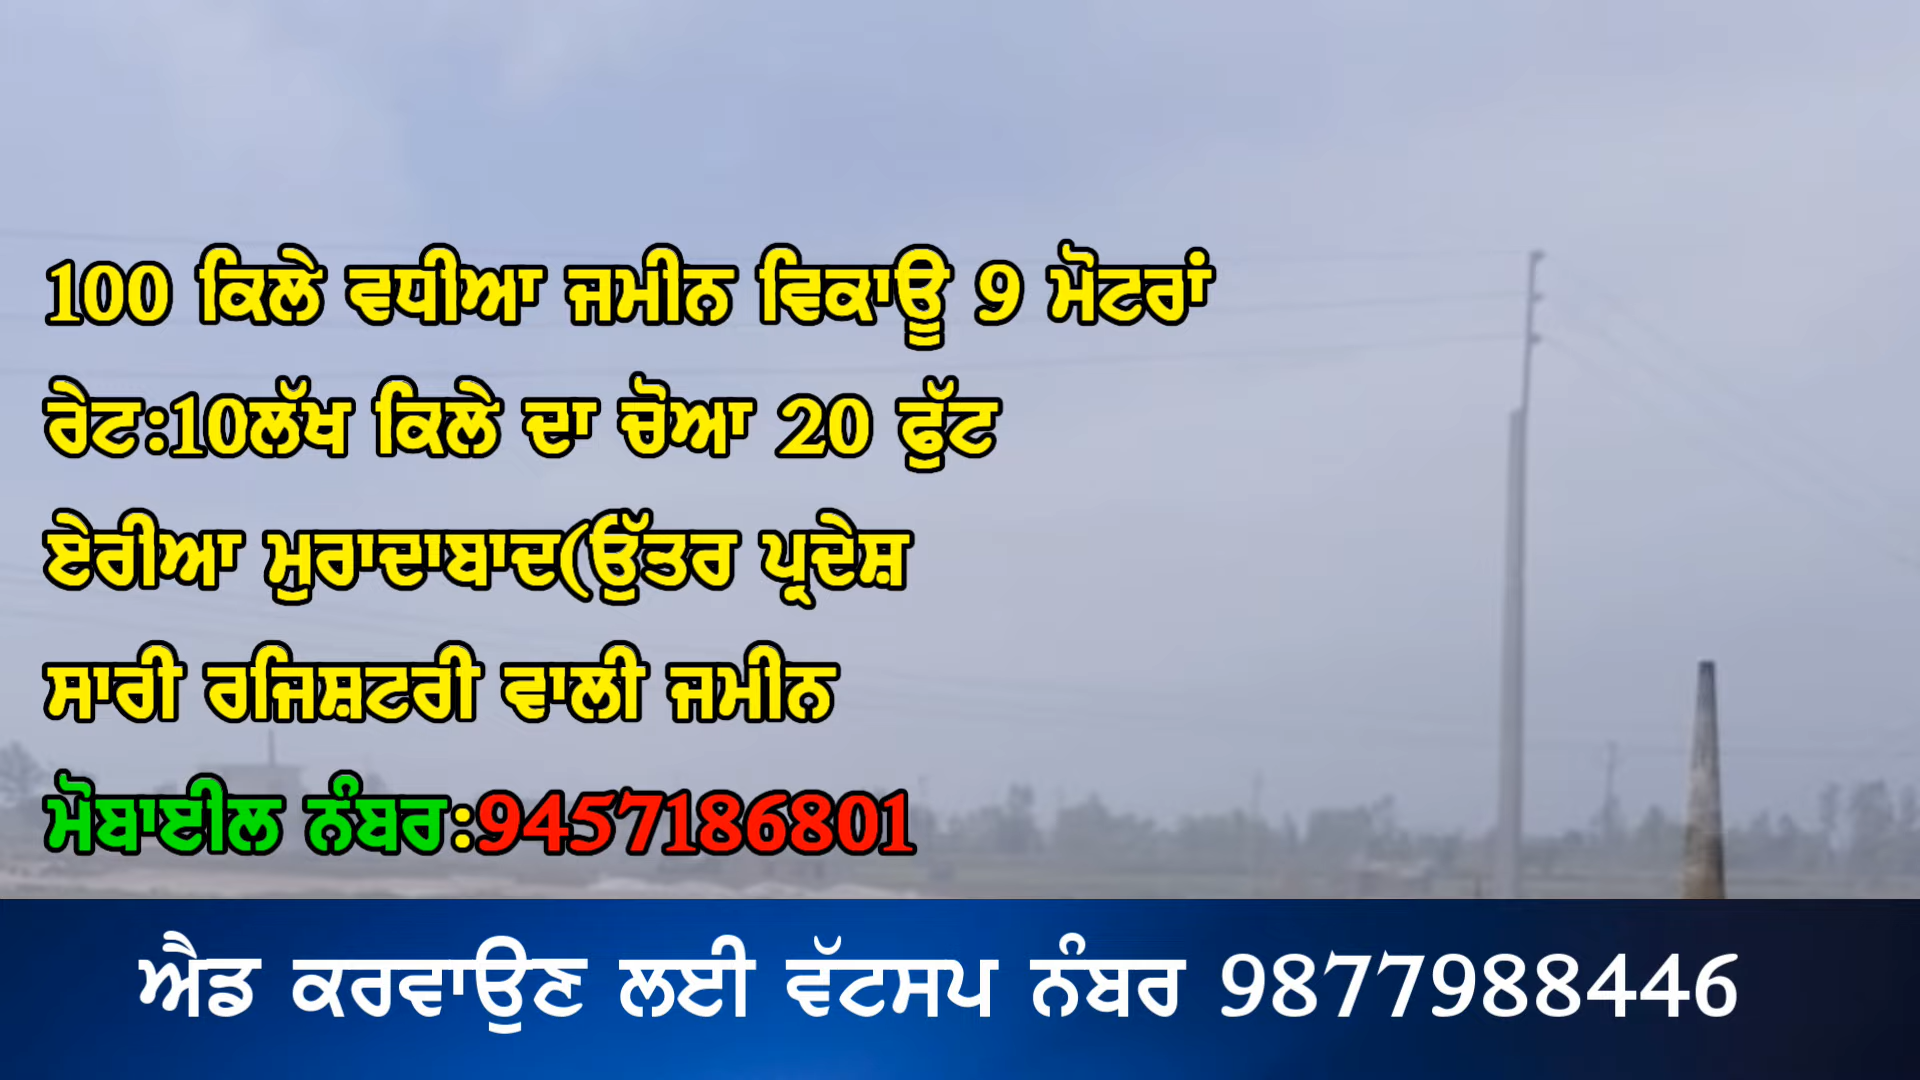 100 ਕਿਲੇ ਵਧੀਆ ਜਮੀਨ ਵਿਕਾਊ 9 ਮੋਟਰਾਂ
ਰੇਟ:10ਲੱਖ ਕਿਲੇ ਦਾ ਚੋਆ 20 ਫੁੱਟ
ਏਰੀਆ ਮੁਰਾਦਾਬਾਦ(ਉੱਤਰ ਪ੍ਰਦੇਸ਼
ਸਾਰੀ ਰਜਿਸ਼ਟਰੀ ਵਾਲੀ ਜਮੀਨ
ਮੋਬਾਈਲ ਨੰਬਰ:9457186801
ਐਡ ਕਰਵਾਉਣ ਲਈ ਵੱਟਸਪ ਨੰਬਰ 9877988446